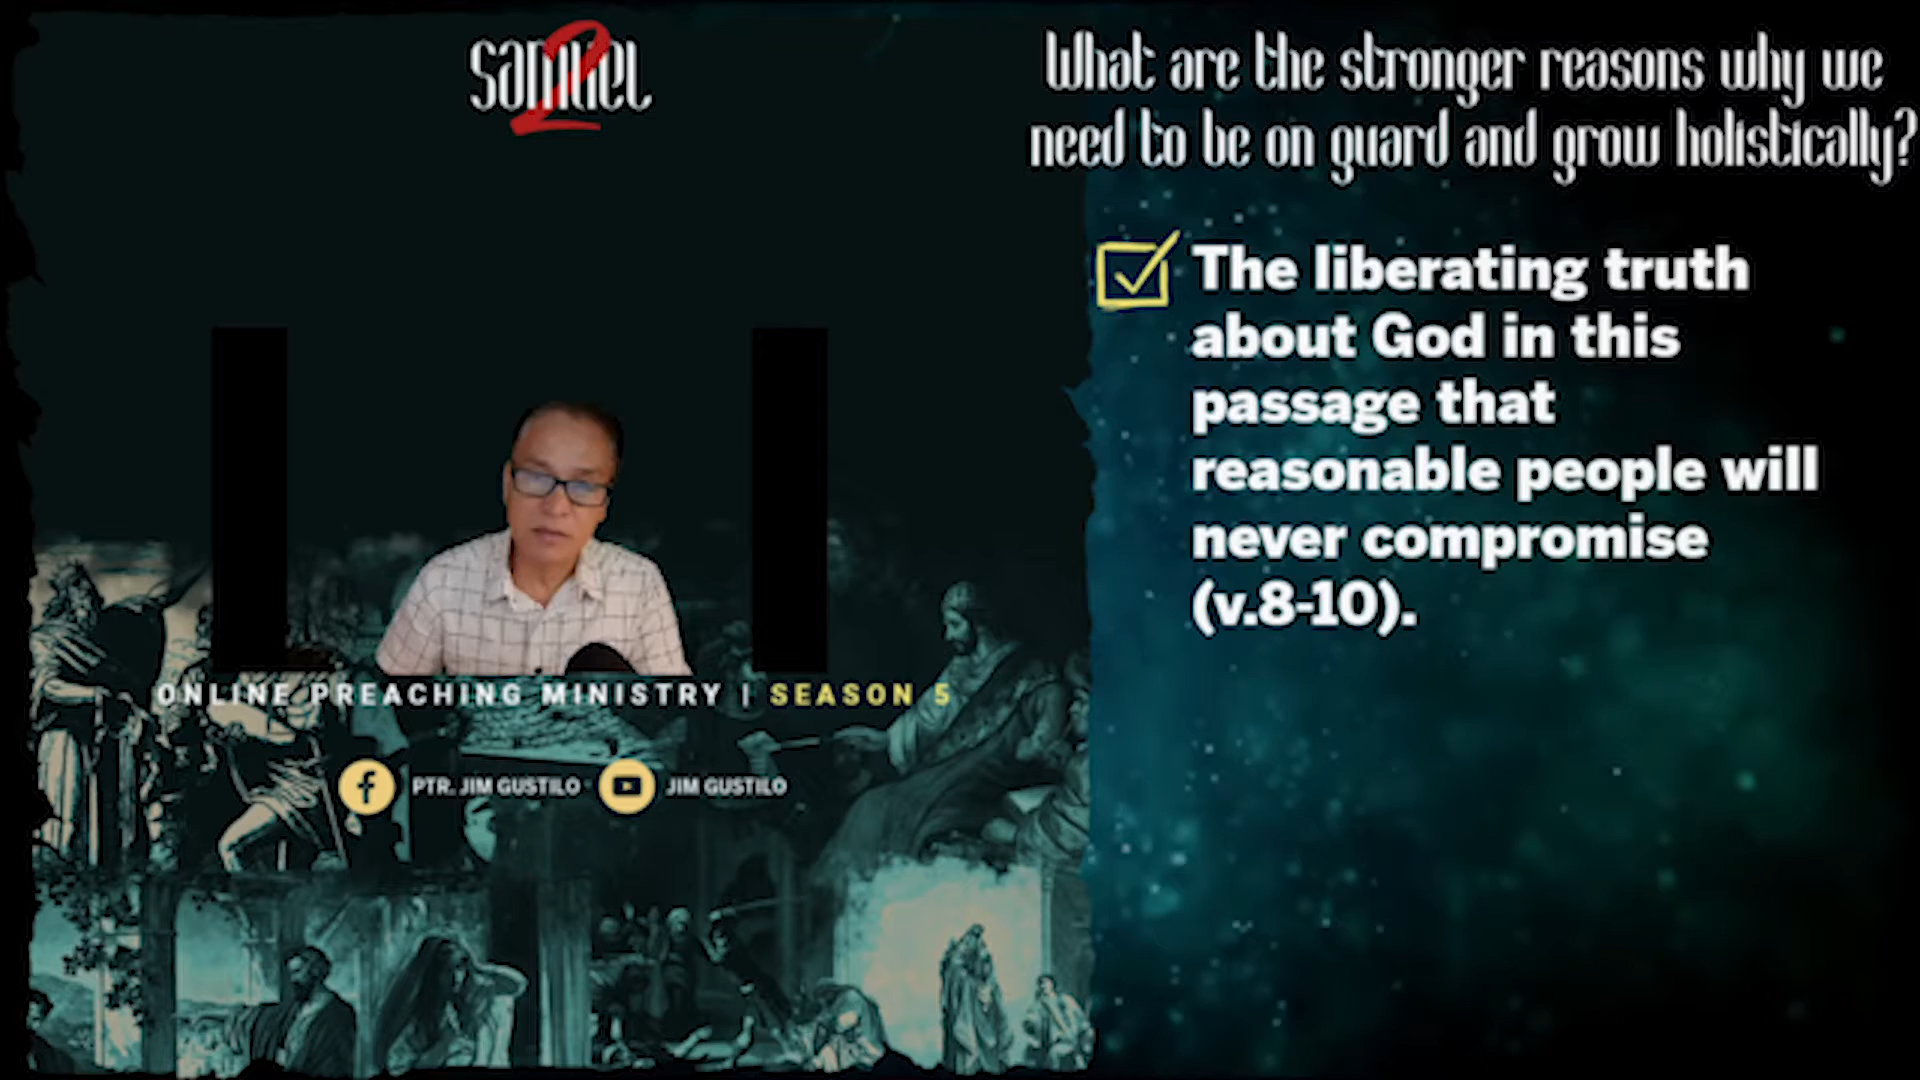 Samuel
2
What are the stronger reasons why we
need to be on guard and grow holistically?
The liberating truth
about God in this
passage that
reasonable people will
never compromise
(v.8-10).
ONLINE PREACHING MINISTRY | SEASON 5
PTR. JIM GUSTILO
JIM GUSTILO